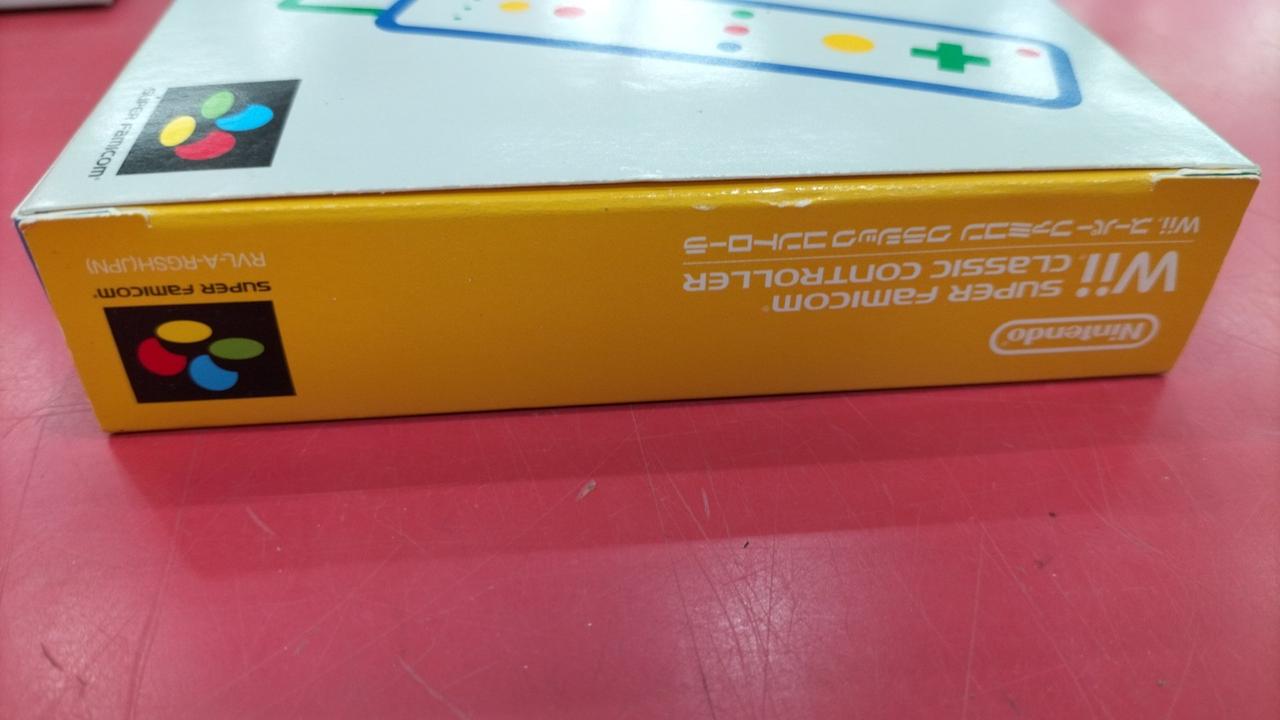 SUPER Famicom
Nintendo
Wii
SUPER Famicom
CLASSIC CONTROLLER
Wii スーパーファミコン クラシックコントローラ
SUPER Famicom
RVL-A-RGSH(JPN)